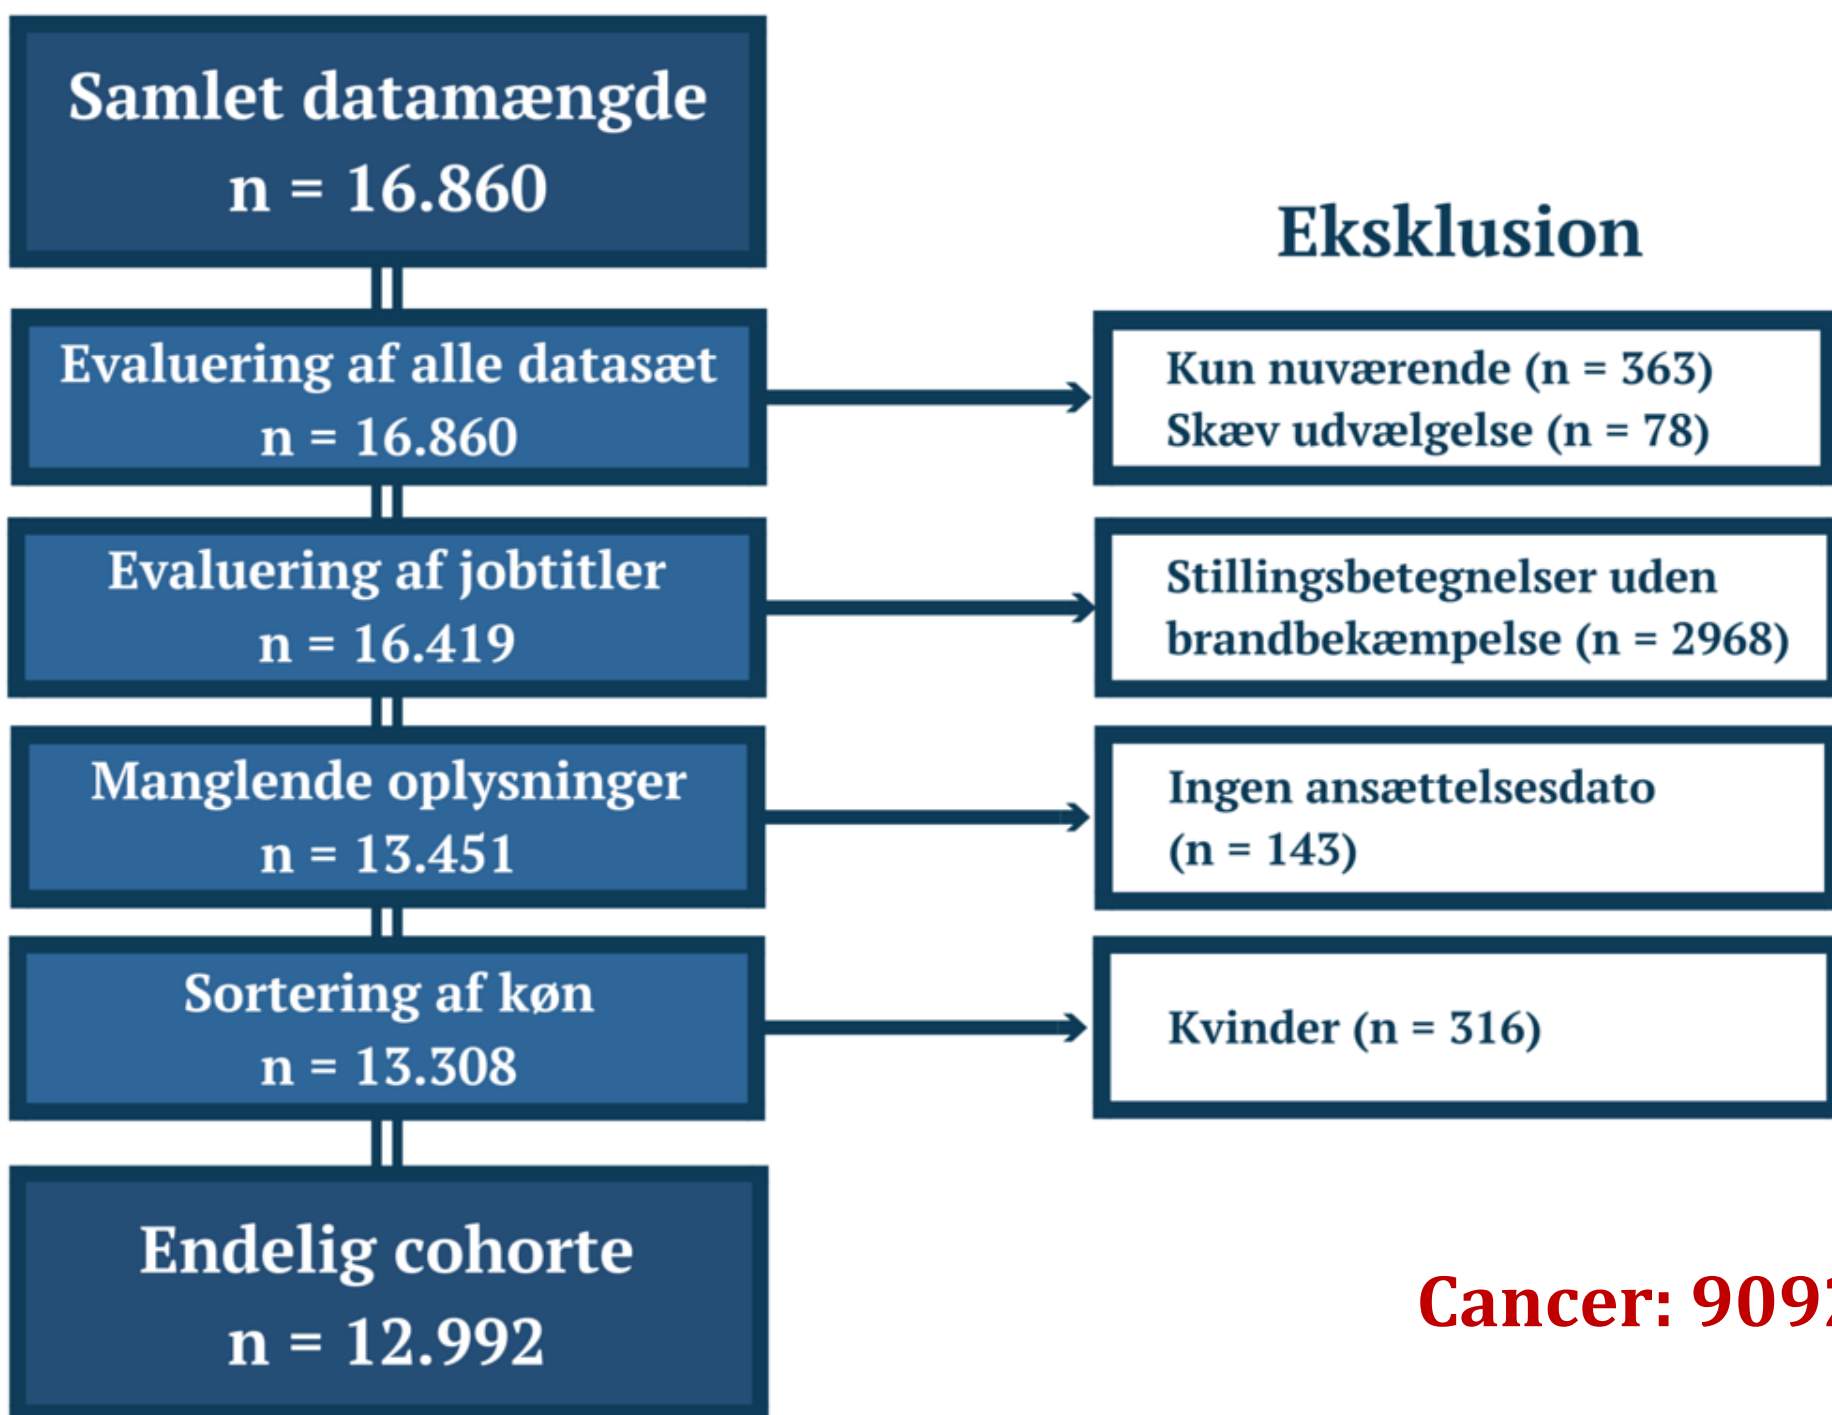 Samlet datamængde
n = 16.860
Eksklusion
Evaluering af alle datasæt
n = 16.860
Kun nuværende (n = 363)
Skæv udvælgelse (n = 78)
Evaluering af jobtitler
n = 16.419
Stillingsbetegnelser uden
brandbekæmpelse (n = 2968)
Manglende oplysninger
n = 13.451
Ingen ansættelsesdato
(n = 143)
Sortering af køn
n = 13.308
Kvinder (n = 316)
Endelig cohorte
n = 12.992
Cancer: